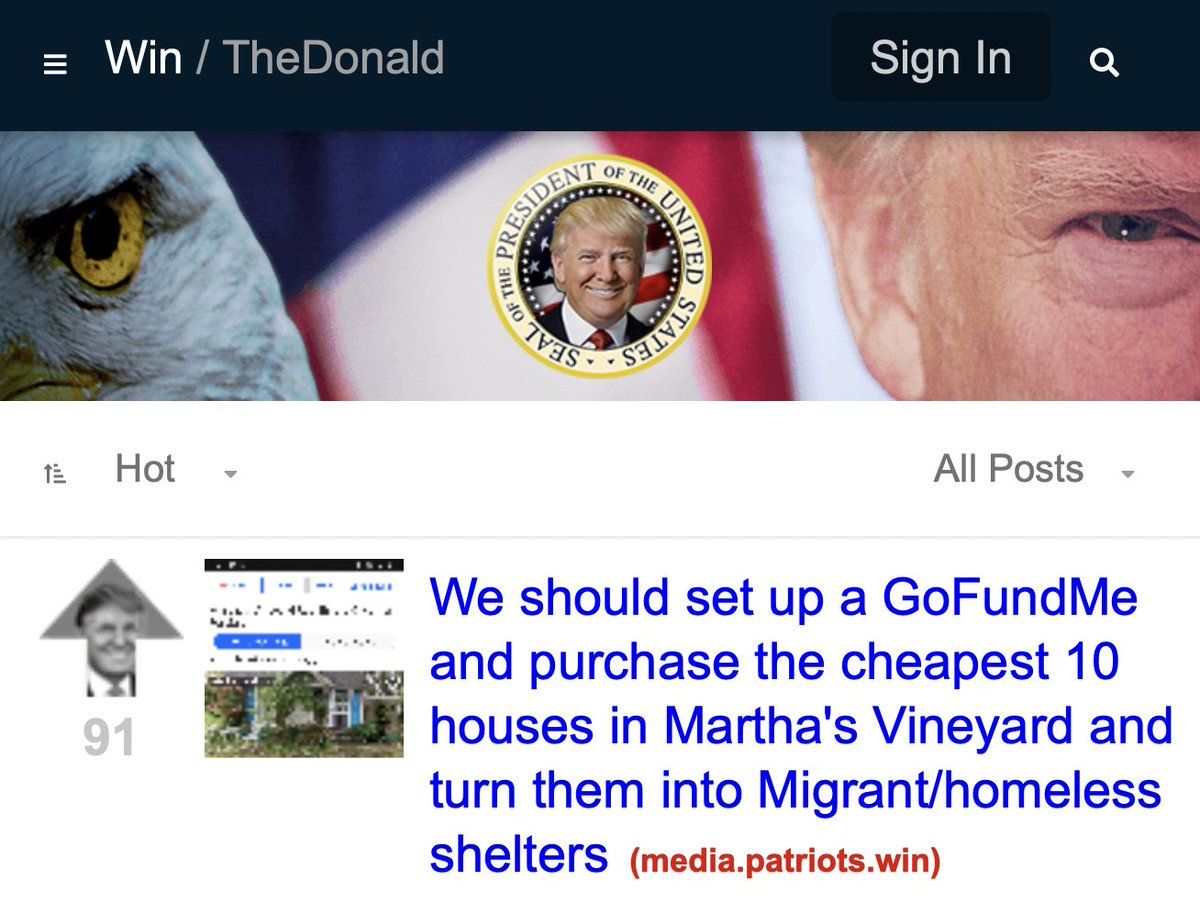 Win / TheDonald
Sign In
SEAL OF THE PRESIDENT OF THE UNITED STATES
Hot
All Posts
91
We should set up a GoFundMe
and purchase the cheapest 10
houses in Martha's Vineyard and
turn them into Migrant/homeless
shelters (media.patriots.win)